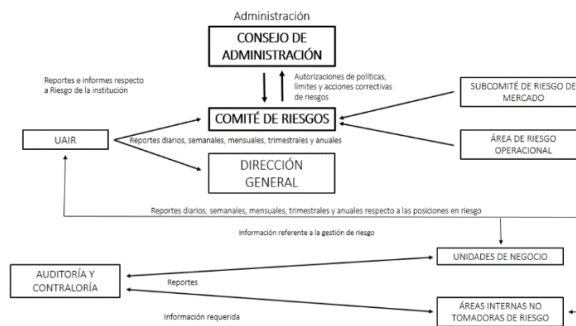 Administración
CONSEJO DE
ADMINISTRACIÓN
Reportes e informes respecto
a Riesgo de la institución
Autorizaciones de políticas,
límites y acciones correctivas
de riesgos
SUBCOMITÉ DE RIESGO DE
MERCADO
COMITÉ DE RIESGOS
UAIR
Reportes diarios, semanales, mensuales, trimestrales y anuales
ÁREA DE RIESGO
OPERACIONAL
DIRECCIÓN
GENERAL
Reportes diarios, semanales, mensuales, trimestrales y anuales respecto a las posiciones en riesgo
Información referente a la gestión de riesgo
UNIDADES DE NEGOCIO
AUDITORÍA Y
CONTRALORÍA
Reportes
Información requerida
ÁREAS INTERNAS NO
TOMADORAS DE RIESGO